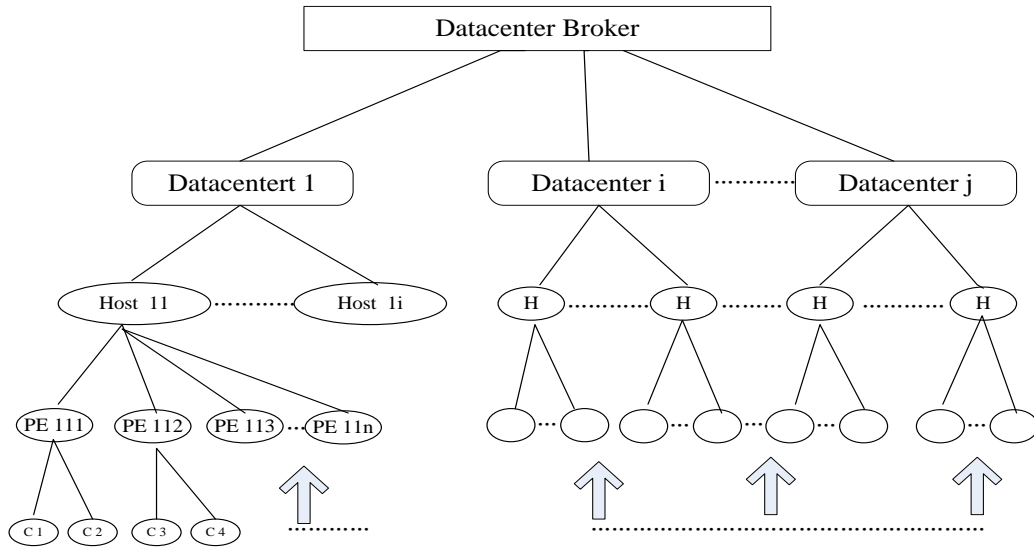 Datacenter Broker
Datacentert 1
Datacenter i
Datacenter j
Host 11
Host 1i
H
H
H
H
PE 111
PE 112
PE 113
PE 11n
C 1
C 2
C 3
C 4